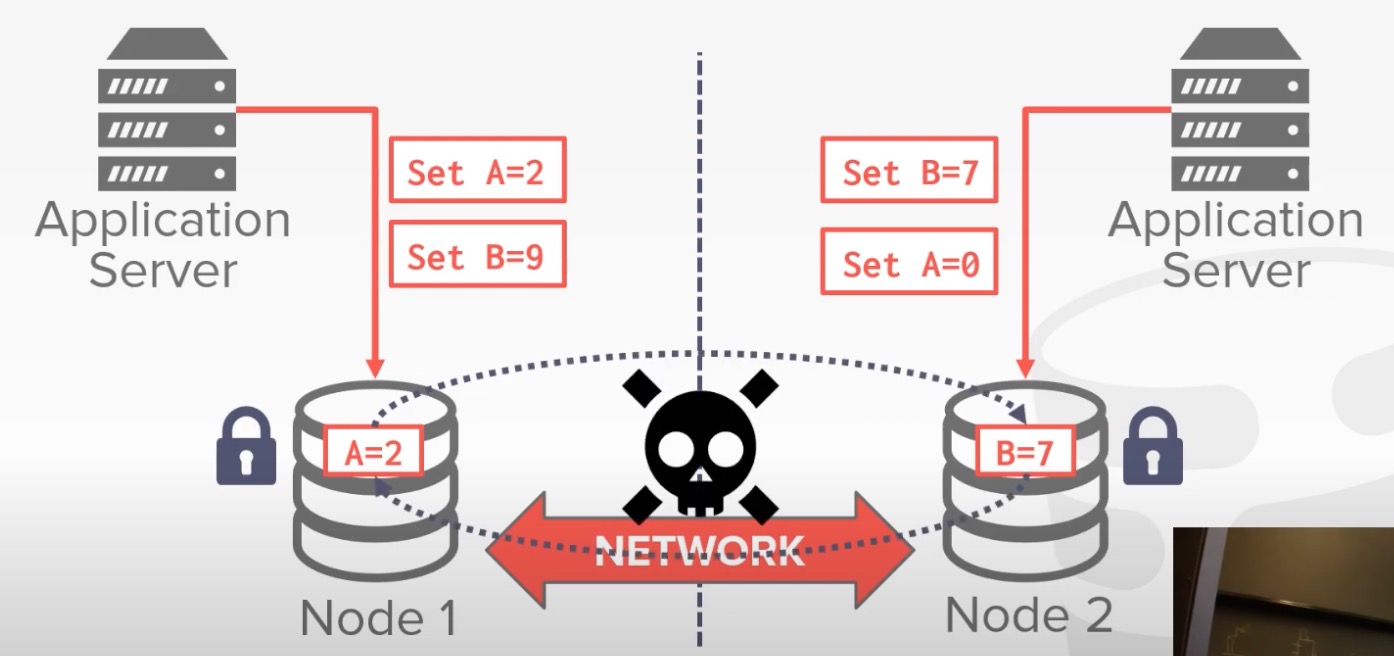 Set A=2
Set B=9
Application
Server
A=2
Node 1
Set B=7
Set A=0
Application
Server
B=7
Node 2
NETWORK